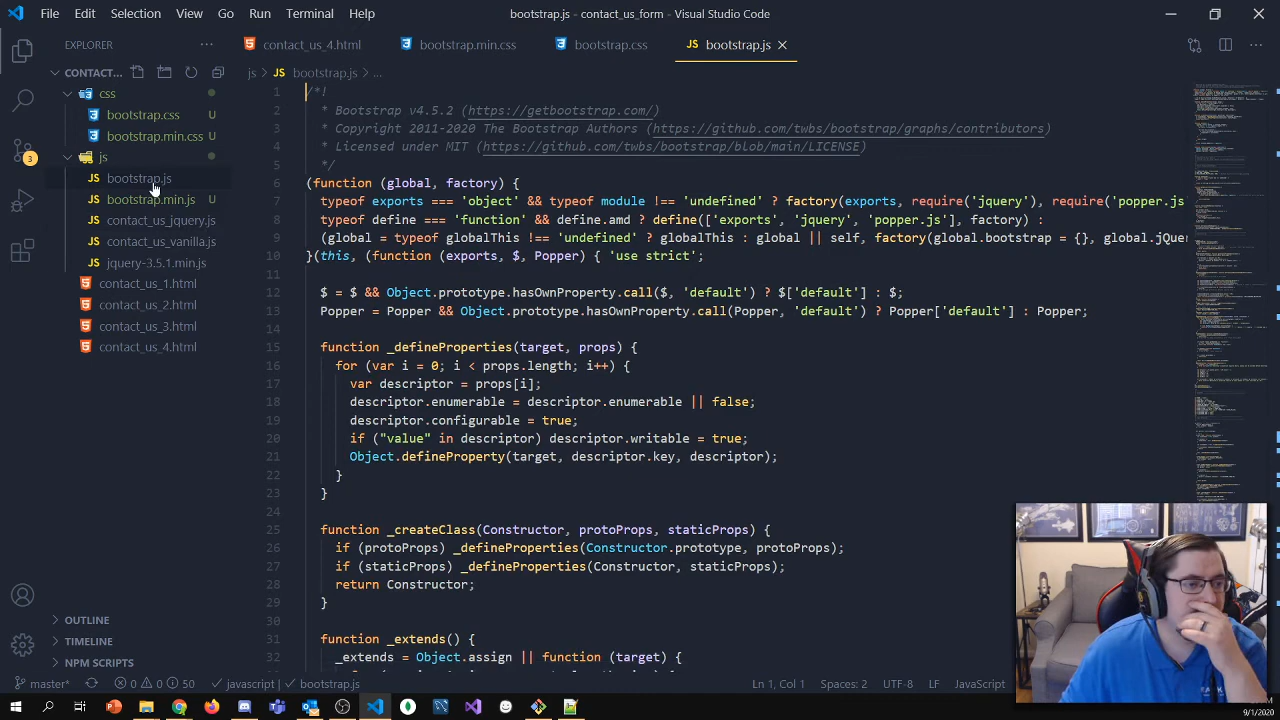 File Edit Selection View Go Run Terminal Help
bootstrap.js - contact_us_form - Visual Studio Code
EXPLORER
contact_us_4.html
bootstrap.min.css
bootstrap.css
JS bootstrap.js
CONTACT...
js > JS bootstrap.js > ...
css
bootstrap.css U
bootstrap.min.css U
js
JS bootstrap.js
JS bootstrap.min.js U
JS contact_us_jquery.js
JS contact_us_vanilla.js
JS jquery-3.5.1.min.js
contact_us_1.html
contact_us_2.html
contact_us_3.html
contact_us_4.html
OUTLINE
TIMELINE
NPM SCRIPTS
3
1 /*!
2 * Bootstrap v4.5.2 (https://getbootstrap.com/)
3 * Copyright 2011-2020 The Bootstrap Authors (https://github.com/twbs/bootstrap/graphs/contributors)
4 * Licensed under MIT (https://github.com/twbs/bootstrap/blob/main/LICENSE)
5 */
6 (function (global, factory) {
7 typeof exports === 'object' && typeof module !== 'undefined' ? factory(exports, require('jquery'), require('popper.js
8 typeof define === 'function' && define.amd ? define(['exports', 'jquery', 'popper.js'], factory) :
9 (global = typeof globalThis !== 'undefined' ? globalThis : global || self, factory(global.bootstrap = {}, global.jQue
10 }(this, (function (exports, $, Popper) { 'use strict';
11
12 $ = $ && Object.prototype.hasOwnProperty.call($, 'default') ? $['default'] : $;
13 Popper = Popper && Object.prototype.hasOwnProperty.call(Popper, 'default') ? Popper['default'] : Popper;
14
15 function _defineProperties(target, props) {
16 for (var i = 0; i < props.length; i++) {
17 var descriptor = props[i];
18 descriptor.enumerable = descriptor.enumerable || false;
19 descriptor.configurable = true;
20 if ("value" in descriptor) descriptor.writable = true;
21 Object.defineProperty(target, descriptor.key, descriptor);
22 }
23 }
24
25 function _createClass(Constructor, protoProps, staticProps) {
26 if (protoProps) _defineProperties(Constructor.prototype, protoProps);
27 if (staticProps) _defineProperties(Constructor, staticProps);
28 return Constructor;
29 }
30
31 function _extends() {
32 _extends = Object.assign || function (target) {
master* 0 0 50 javascript | bootstrap.js
Ln 1, Col 1 Spaces: 2 UTF-8 LF JavaScript
9/1/2020